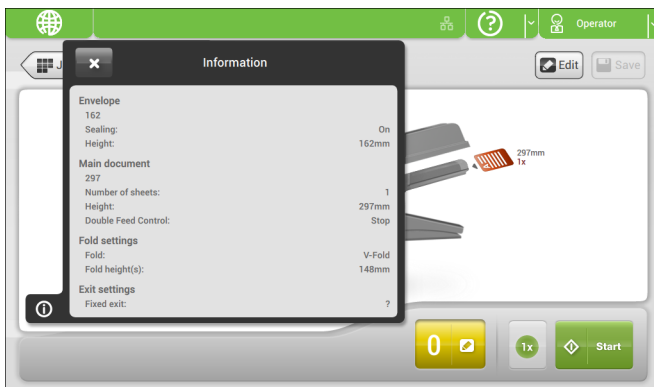 Operator
J
Information
Edit
Save
Envelope
162
Sealing: On
Height: 162mm
Main document
297
Number of sheets: 1
Height: 297mm
Double Feed Control: Stop
Fold settings
Fold: V-Fold
Fold height(s): 148mm
Exit settings
Fixed exit: ?
297mm
1x
0
1x
Start